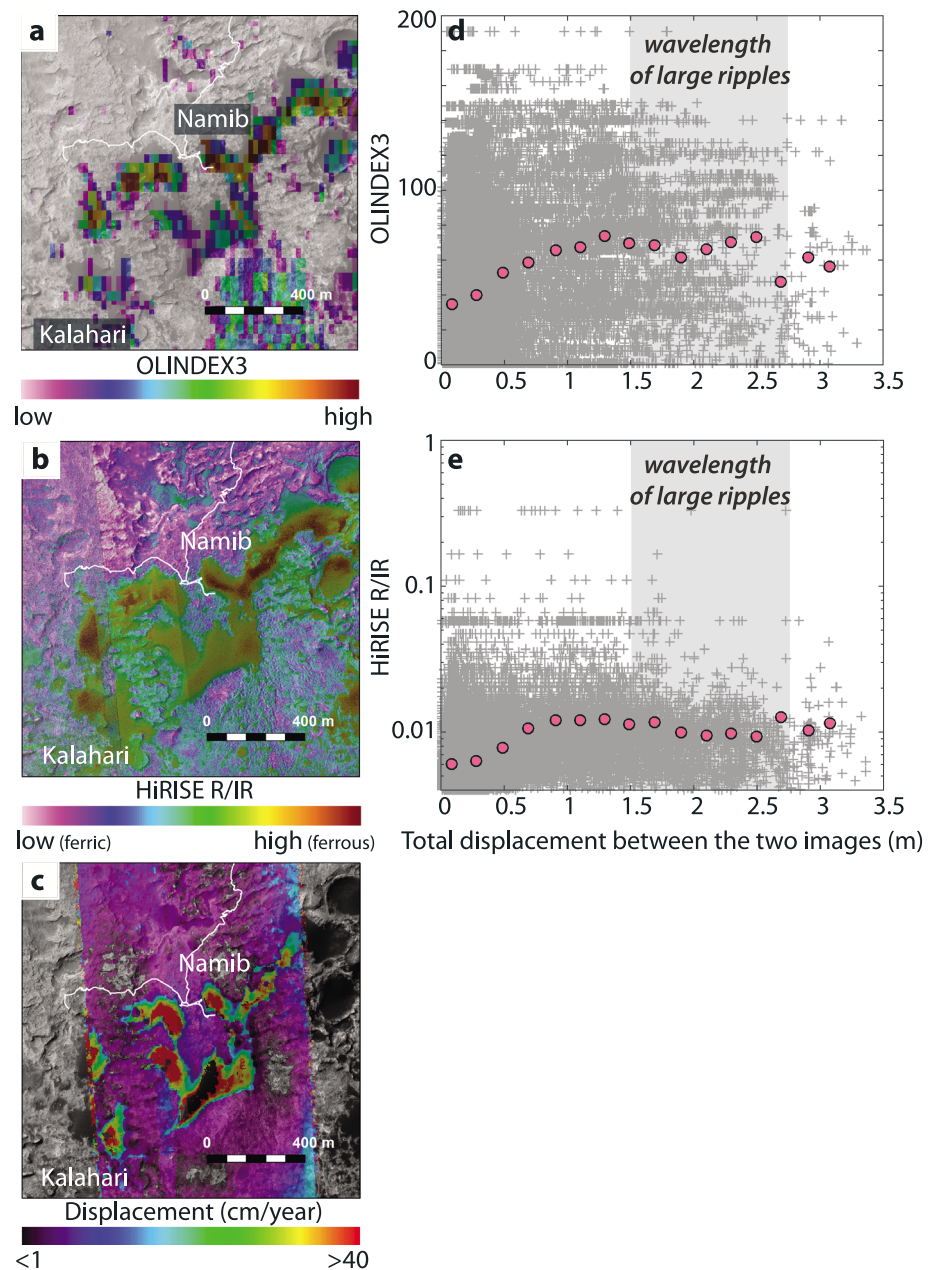 a
Namib
Kalahari
0 400 m
OLINDEX3
low high
b
Namib
Kalahari
0 400 m
HiRISE R/IR
low (ferric) high (ferrous)
c
Namib
Kalahari
0 400 m
Displacement (cm/year)
<1 >40
d
wavelength
of large ripples
OLINDEX3
200
100
0
0 0.5 1 1.5 2 2.5 3 3.5
e
wavelength
of large ripples
HiRISE R/IR
1
0.1
0.01
0 0.5 1 1.5 2 2.5 3 3.5
Total displacement between the two images (m)